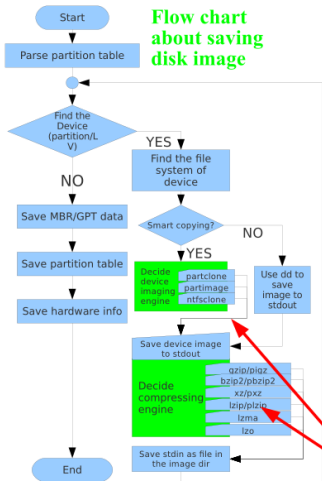 Start
Flow chart
about saving
disk image
Parse partition table
Find the
Device
(partition/L
V)
YES
Find the file
system of
device
NO
Save MBR/GPT data
Smart copying?
NO
YES
Save partition table
Decide
device
imaging
engine
partclone
partimage
ntfsclone
Use dd to
save
image to
stdout
Save hardware info
Save device image
to stdout
Decide
compressing
engine
gzip/pigz
bzip2/pbzip2
xz/pxz
lzip/plzip
lzma
lzo
End
Save stdin as file in
the image dir